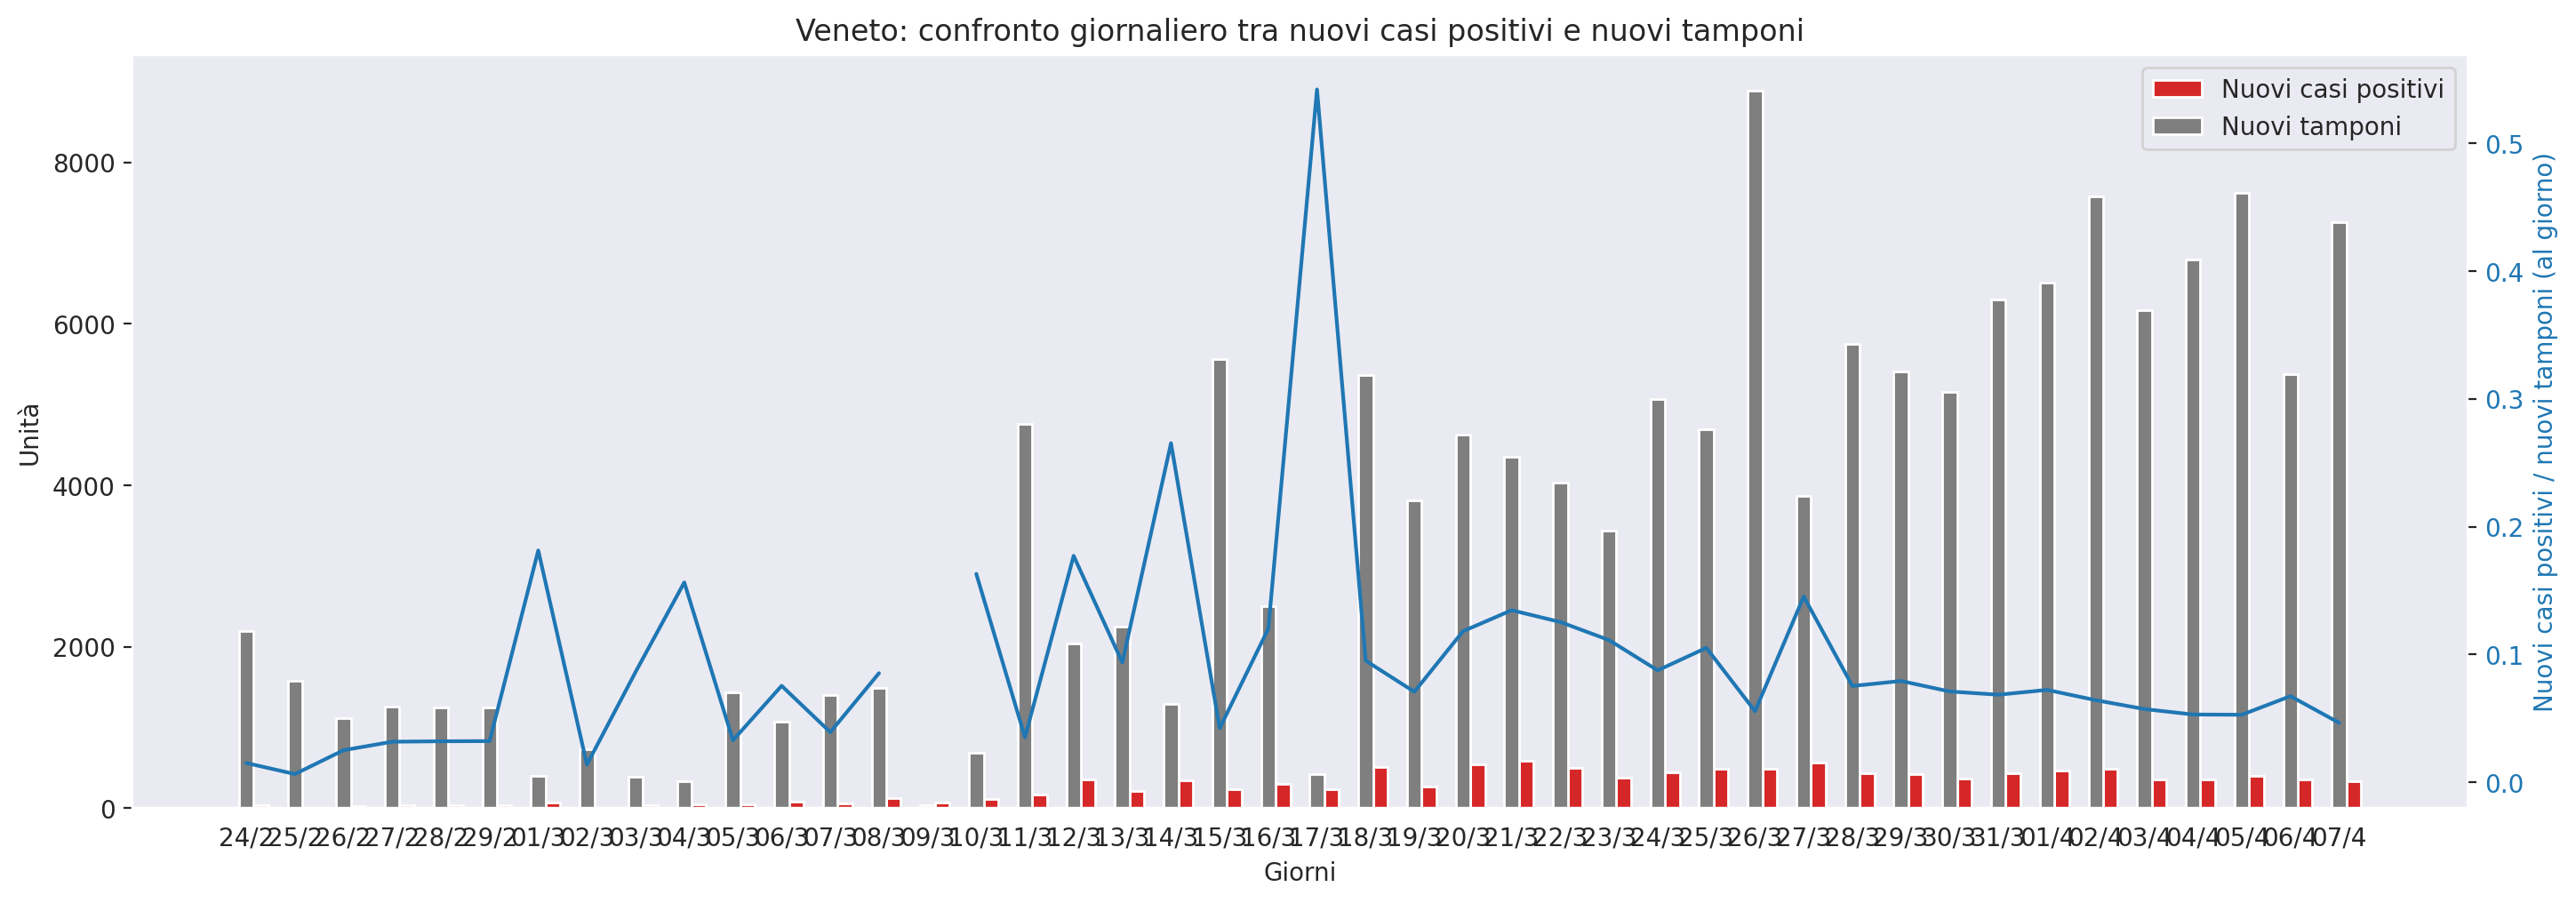 Veneto: confronto giornaliero tra nuovi casi positivi e nuovi tamponi
Nuovi casi positivi
Nuovi tamponi
8000
6000
4000
2000
0
Unità
0.5
0.4
0.3
0.2
0.1
0.0
Nuovi casi positivi / nuovi tamponi (al giorno)
24/2 25/2 26/2 27/2 28/2 29/2 01/3 02/3 03/3 04/3 05/3 06/3 07/3 08/3 09/3 10/3 11/3 12/3 13/3 14/3 15/3 16/3 17/3 18/3 19/3 20/3 21/3 22/3 23/3 24/3 25/3 26/3 27/3 28/3 29/3 30/3 31/3 01/4 02/4 03/4 04/4 05/4 06/4 07/4
Giorni